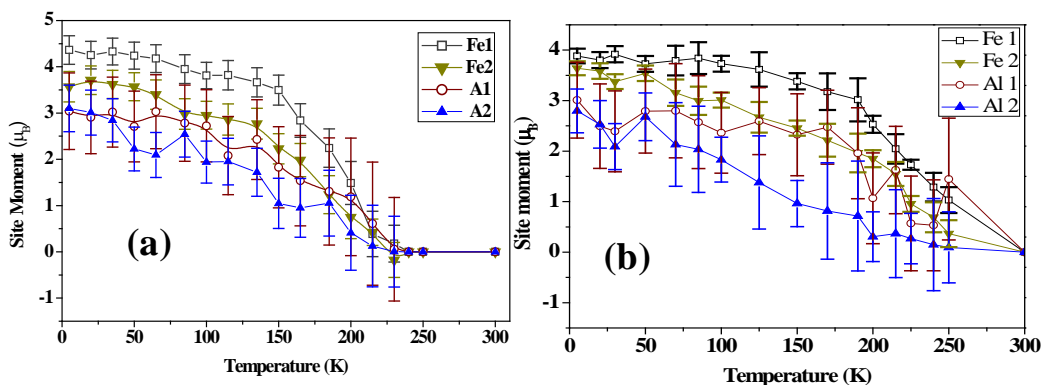 5
4
3
2
1
0
-1
Site Moment (μB)
0 50 100 150 200 250 300
Temperature (K)
(a)
Fe1
Fe2
A1
A2
4
3
2
1
0
-1
Site moment (μB)
0 50 100 150 200 250 300
Temperature (K)
(b)
Fe 1
Fe 2
Al 1
Al 2